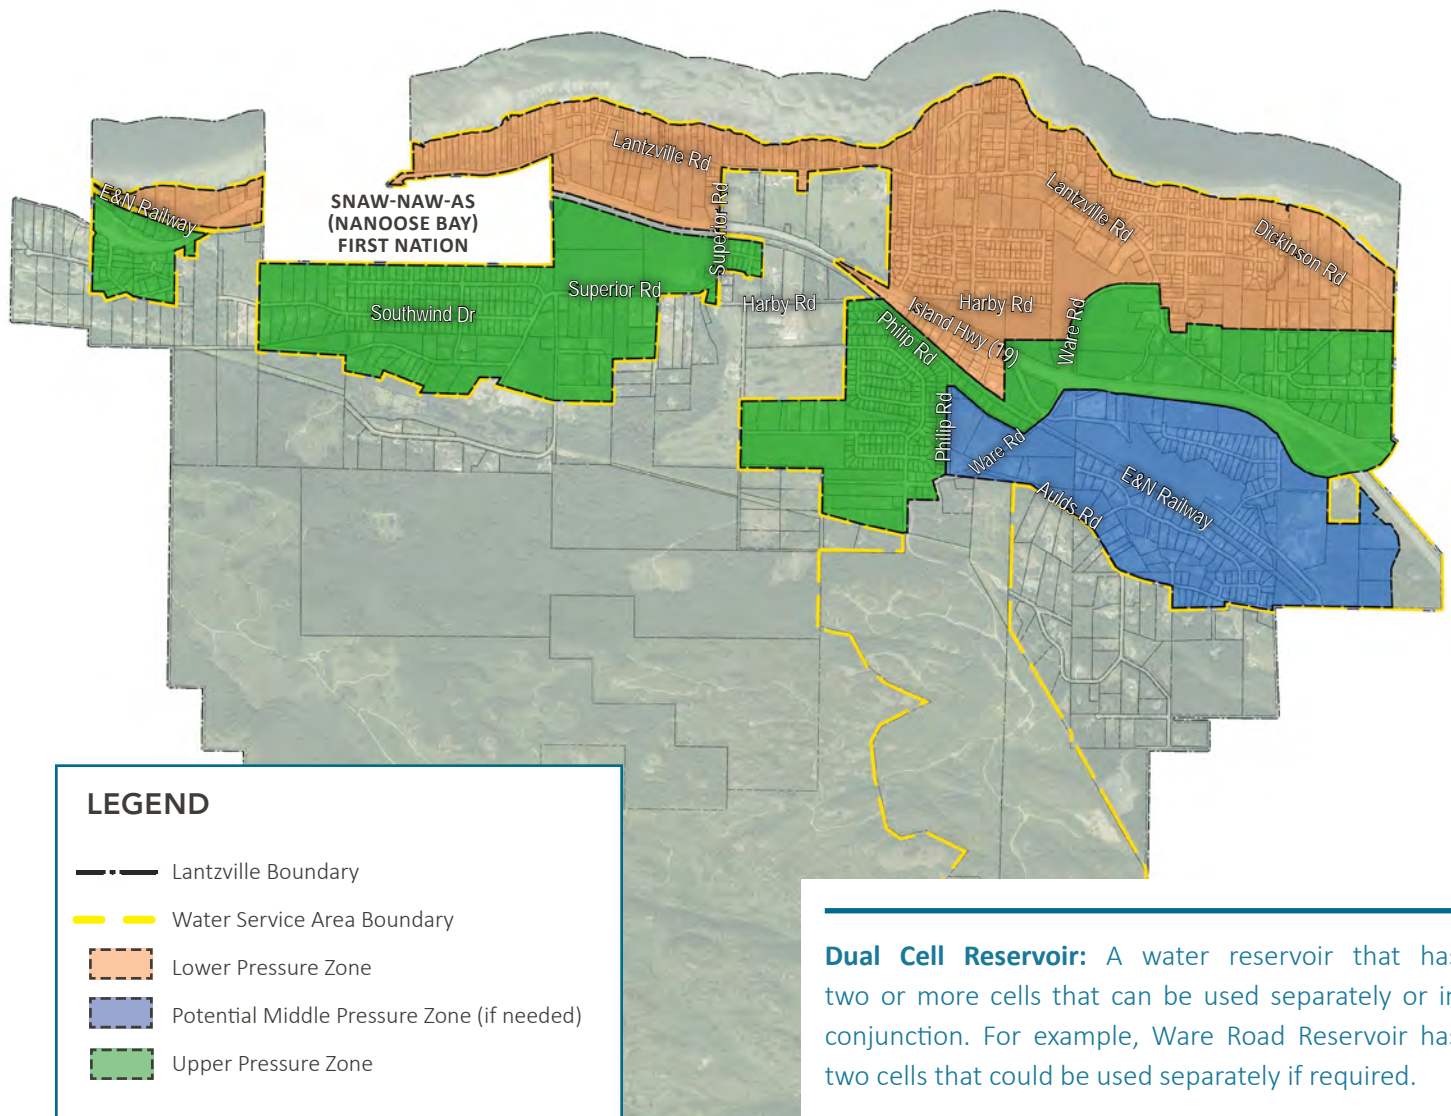 Lantzville Rd
E&N Railway
SNAW-NAW-AS
(NANOOSE BAY)
FIRST NATION
Superior Rd
Lantzville Rd
Dickinson Rd
Southwind Dr
Superior Rd
Harby Rd
Island Hwy (19)
Harby Rd
Ware Rd
Philip Rd
Philip Rd
Ware Rd
Aulds Rd
E&N Railway
LEGEND
Lantzville Boundary
Water Service Area Boundary
Lower Pressure Zone
Potential Middle Pressure Zone (if needed)
Upper Pressure Zone
Dual Cell Reservoir: A water reservoir that has
two or more cells that can be used separately or in
conjunction. For example, Ware Road Reservoir has
two cells that could be used separately if required.